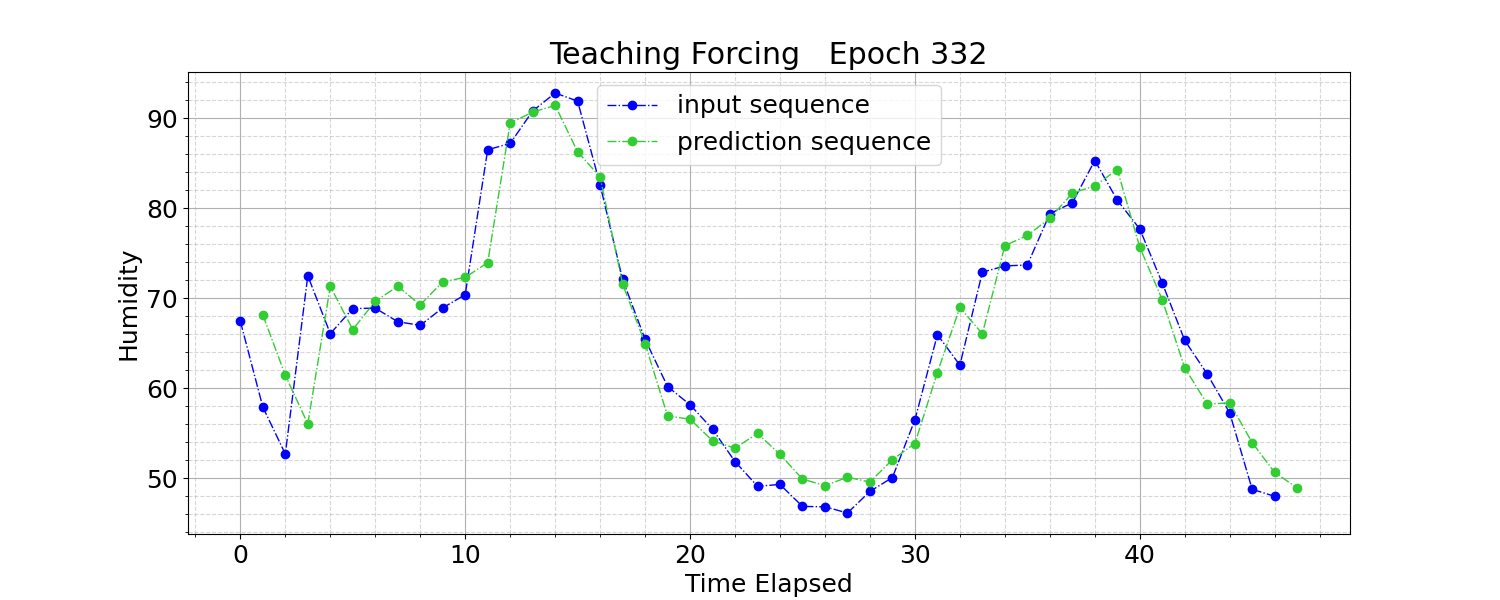 Teaching Forcing   Epoch 332
input sequence
prediction sequence
Humidity
90
80
70
60
50
0 10 20 30 40
Time Elapsed